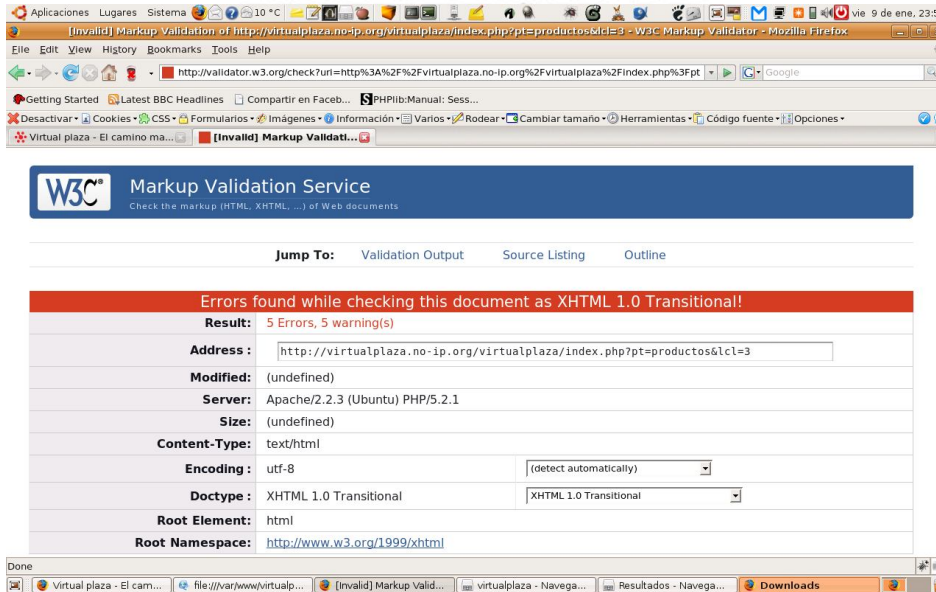 Aplicaciones Lugares Sistema 10 °C vie 9 de ene, 23:5
[Invalid] Markup Validation of http://virtualplaza.no-ip.org/virtualplaza/index.php?pt=productos&lcl=3 - W3C Markup Validator - Mozilla Firefox
File Edit View History Bookmarks Tools Help
http://validator.w3.org/check?uri=http%3A%2F%2Fvirtualplaza.no-ip.org%2Fvirtualplaza%2Findex.php%3Fpt Google
Getting Started Latest BBC Headlines Compartir en Faceb... PHPlib:Manual: Sess...
Desactivar Cookies CSS Formularios Imágenes Información Varios Rodear Cambiar tamaño Herramientas Código fuente Opciones
Virtual plaza - El camino ma... [Invalid] Markup Validati...
W3C® Markup Validation Service
Check the markup (HTML, XHTML, ...) of Web documents
Jump To: Validation Output Source Listing Outline
Errors found while checking this document as XHTML 1.0 Transitional!
Result: 5 Errors, 5 warning(s)
Address : http://virtualplaza.no-ip.org/virtualplaza/index.php?pt=productos&lcl=3
Modified: (undefined)
Server: Apache/2.2.3 (Ubuntu) PHP/5.2.1
Size: (undefined)
Content-Type: text/html
Encoding : utf-8 (detect automatically)
Doctype : XHTML 1.0 Transitional XHTML 1.0 Transitional
Root Element: html
Root Namespace: http://www.w3.org/1999/xhtml
Done
Virtual plaza - El cam... file:///var/www/virtualp... [Invalid] Markup Valid... virtualplaza - Navega... Resultados - Navega... Downloads